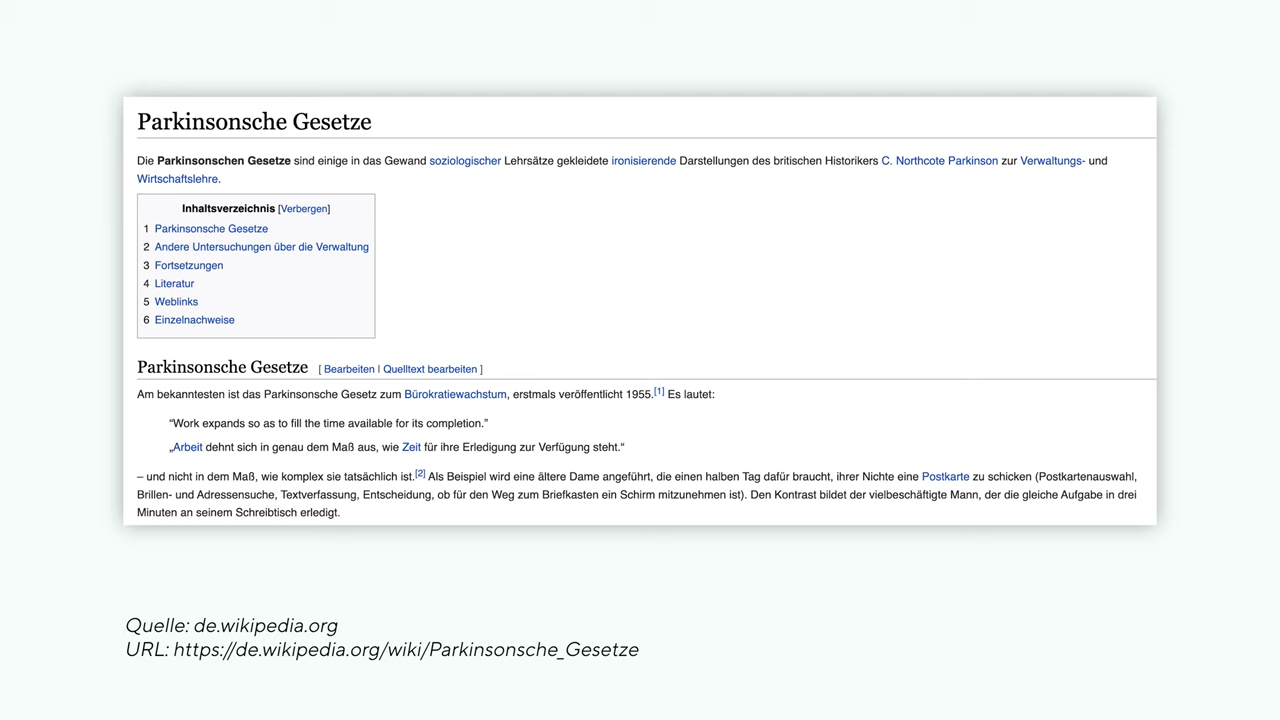 Parkinsonsche Gesetze
Die Parkinsonschen Gesetze sind einige in das Gewand soziologischer Lehrsätze gekleidete ironisierende Darstellungen des britischen Historikers C. Northcote Parkinson zur Verwaltungs- und
Wirtschaftslehre.
Inhaltsverzeichnis [Verbergen]
1 Parkinsonsche Gesetze
2 Andere Untersuchungen über die Verwaltung
3 Fortsetzungen
4 Literatur
5 Weblinks
6 Einzelnachweise
Parkinsonsche Gesetze [ Bearbeiten | Quelltext bearbeiten ]
Am bekanntesten ist das Parkinsonsche Gesetz zum Bürokratiewachstum, erstmals veröffentlicht 1955.[1] Es lautet:
“Work expands so as to fill the time available for its completion.”
„Arbeit dehnt sich in genau dem Maß aus, wie Zeit für ihre Erledigung zur Verfügung steht.“
– und nicht in dem Maß, wie komplex sie tatsächlich ist.[2] Als Beispiel wird eine ältere Dame angeführt, die einen halben Tag dafür braucht, ihrer Nichte eine Postkarte zu schicken (Postkartenauswahl,
Brillen- und Adressensuche, Textverfassung, Entscheidung, ob für den Weg zum Briefkasten ein Schirm mitzunehmen ist). Den Kontrast bildet der vielbeschäftigte Mann, der die gleiche Aufgabe in drei
Minuten an seinem Schreibtisch erledigt.
Quelle: de.wikipedia.org
URL: https://de.wikipedia.org/wiki/Parkinsonsche_Gesetze